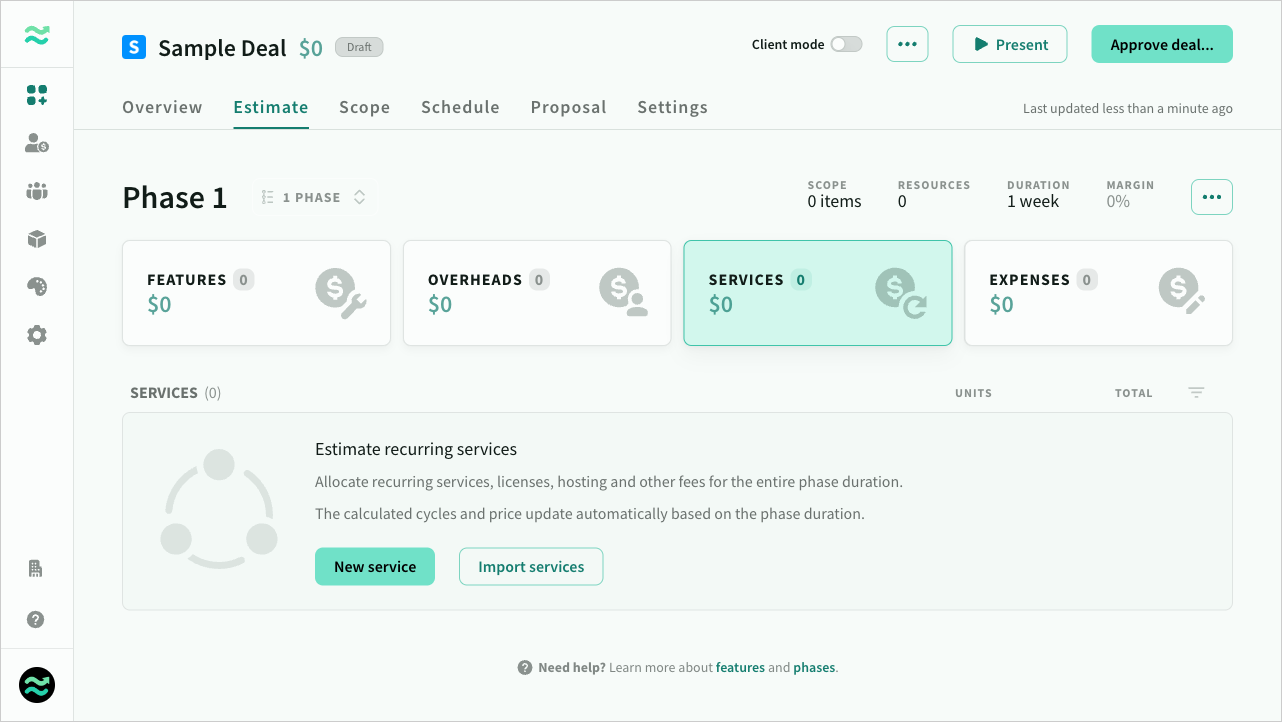 S Sample Deal $0 Draft
Client mode
Present
Approve deal...
Overview Estimate Scope Schedule Proposal Settings
Last updated less than a minute ago
Phase 1
1 PHASE
SCOPE RESOURCES DURATION MARGIN
0 items 0 1 week 0%
FEATURES 0
$0
OVERHEADS 0
$0
SERVICES 0
$0
EXPENSES 0
$0
SERVICES (0) UNITS TOTAL
Estimate recurring services
Allocate recurring services, licenses, hosting and other fees for the entire phase duration.
The calculated cycles and price update automatically based on the phase duration.
New service Import services
Need help? Learn more about features and phases.